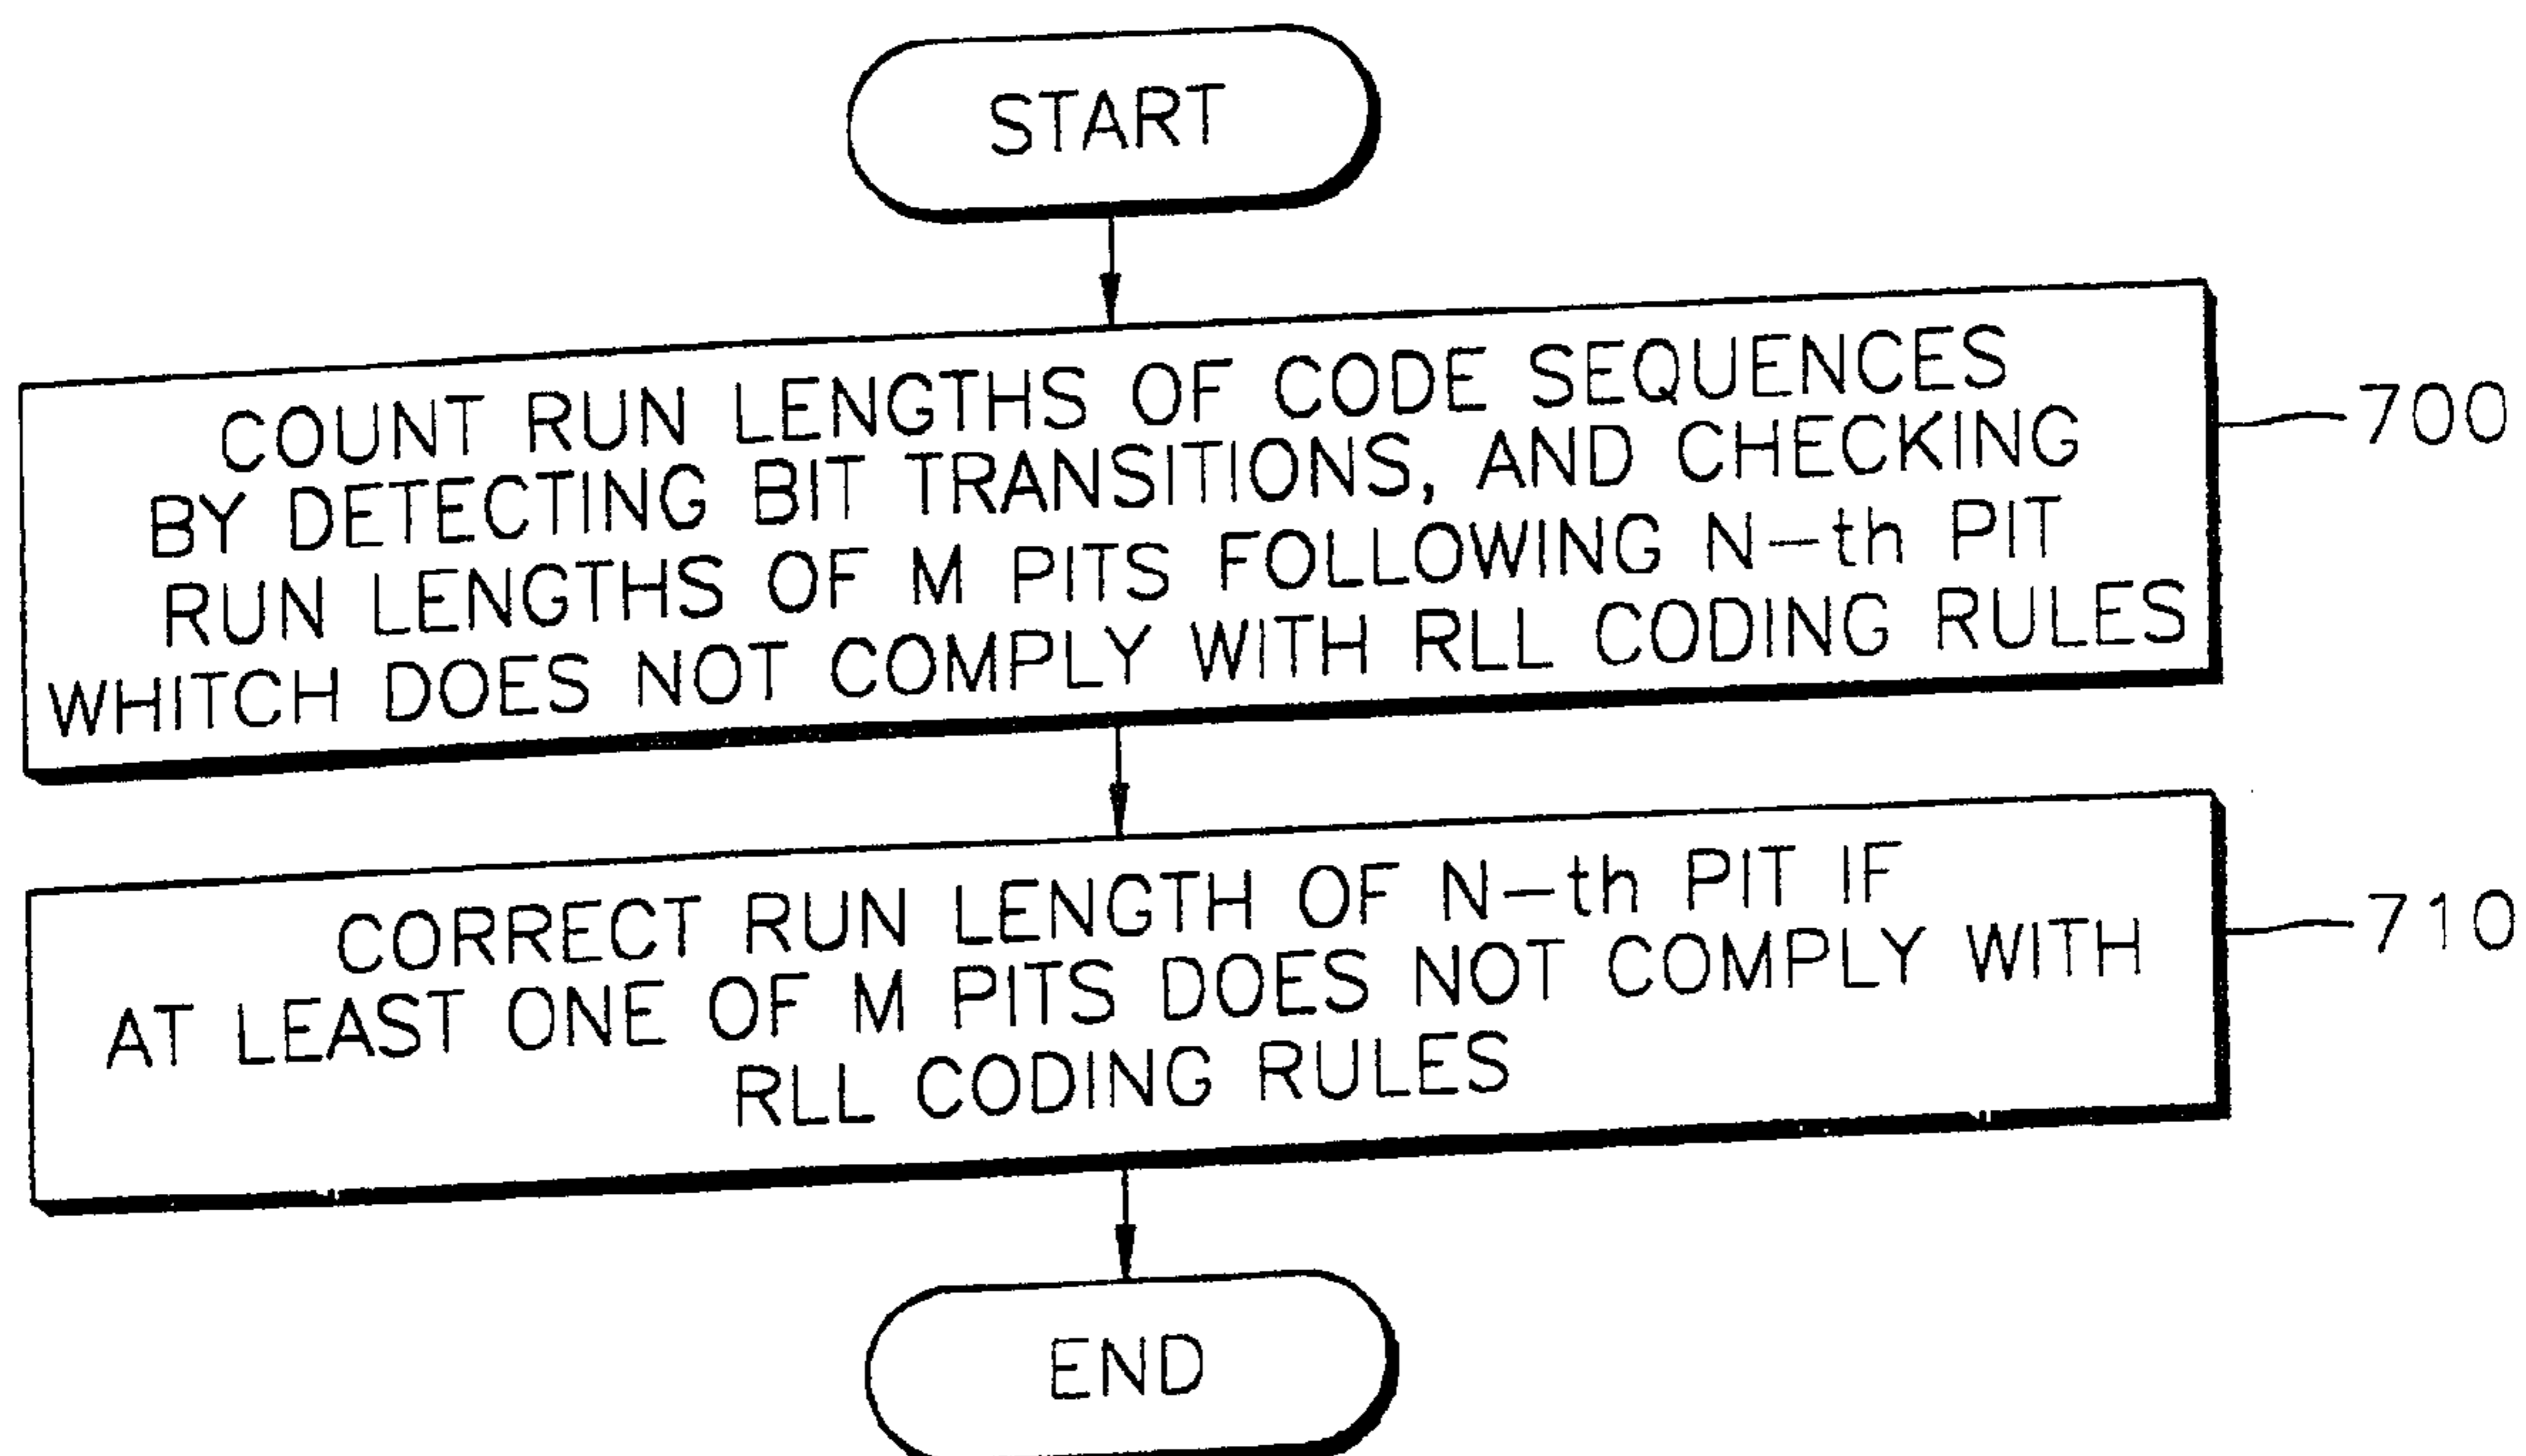 START
COUNT RUN LENGTHS OF CODE SEQUENCES
BY DETECTING BIT TRANSITIONS, AND CHECKING
RUN LENGTHS OF M PITS FOLLOWING N-th PIT
WHITCH DOES NOT COMPLY WITH RLL CODING RULES
700
CORRECT RUN LENGTH OF N-th PIT IF
AT LEAST ONE OF M PITS DOES NOT COMPLY WITH
RLL CODING RULES
710
END